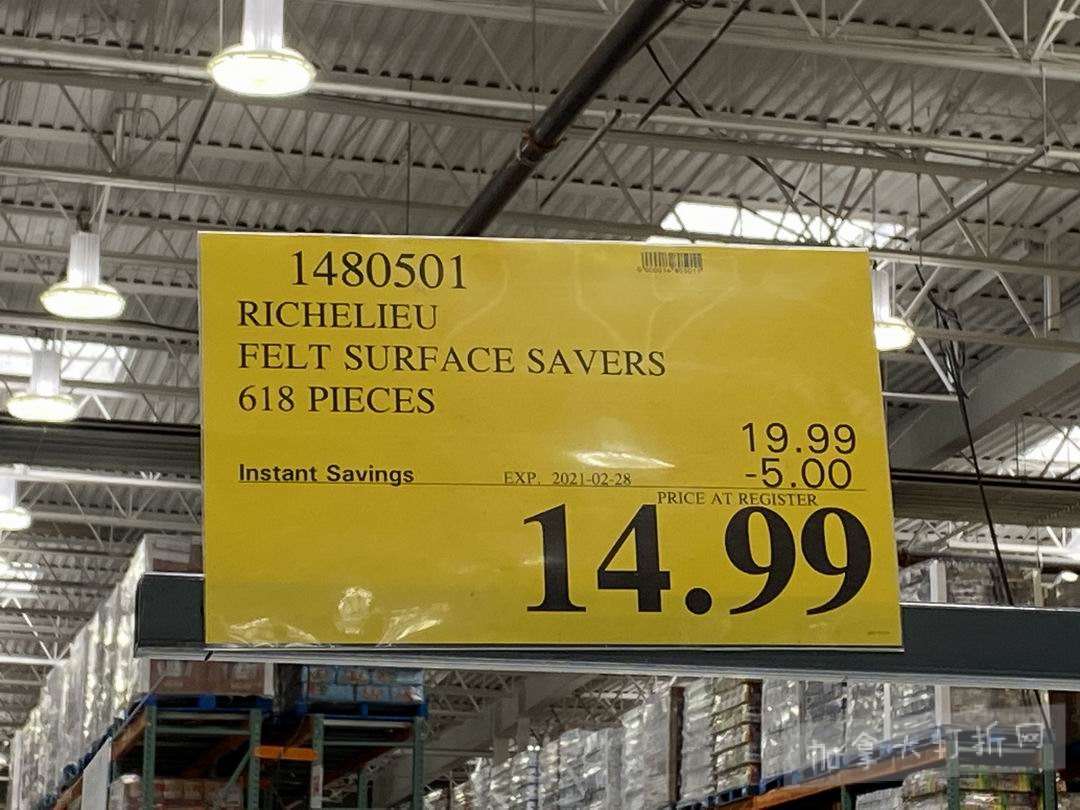 1480501
RICHELIEU
FELT SURFACE SAVERS
618 PIECES
19.99
Instant Savings EXP. 2021-02-28 -5.00
PRICE AT REGISTER
14.99
加拿大打折网